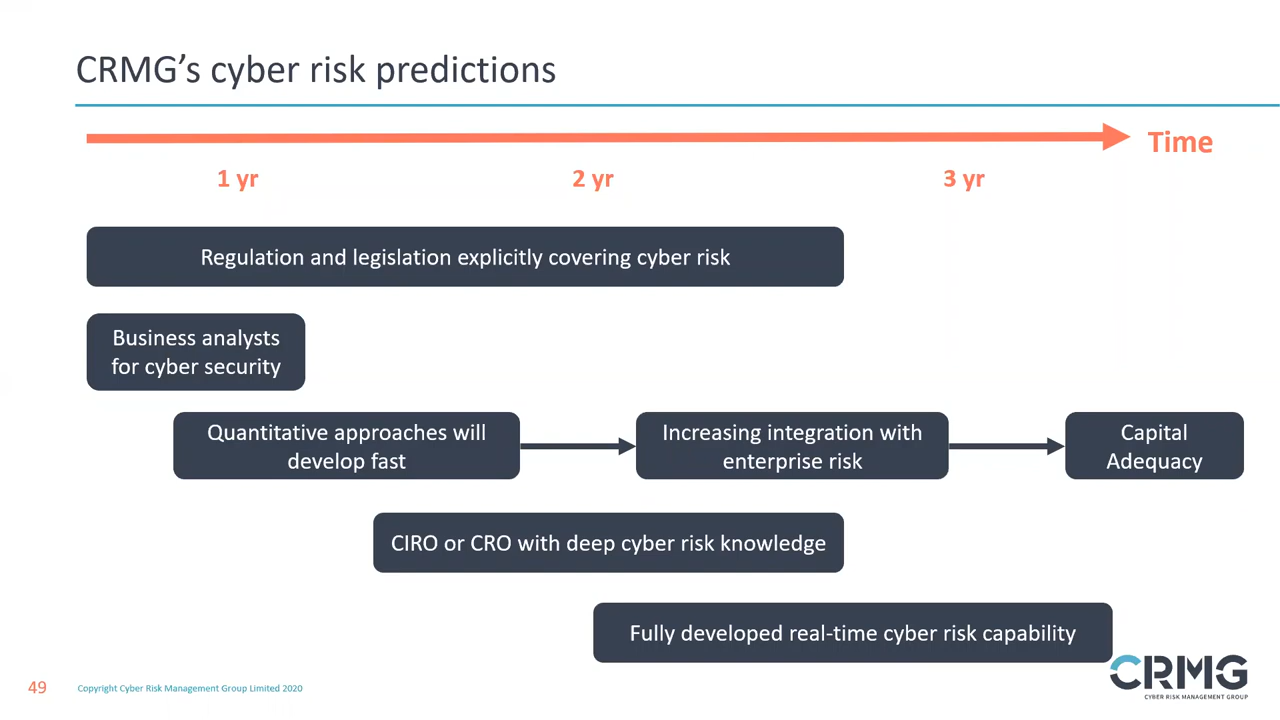 CRMG’s cyber risk predictions
Time
1 yr
2 yr
3 yr
Regulation and legislation explicitly covering cyber risk
Business analysts
for cyber security
Quantitative approaches will
develop fast
Increasing integration with
enterprise risk
Capital
Adequacy
CIRO or CRO with deep cyber risk knowledge
Fully developed real-time cyber risk capability
49
Copyright Cyber Risk Management Group Limited 2020
CRMG
CYBER RISK MANAGEMENT GROUP